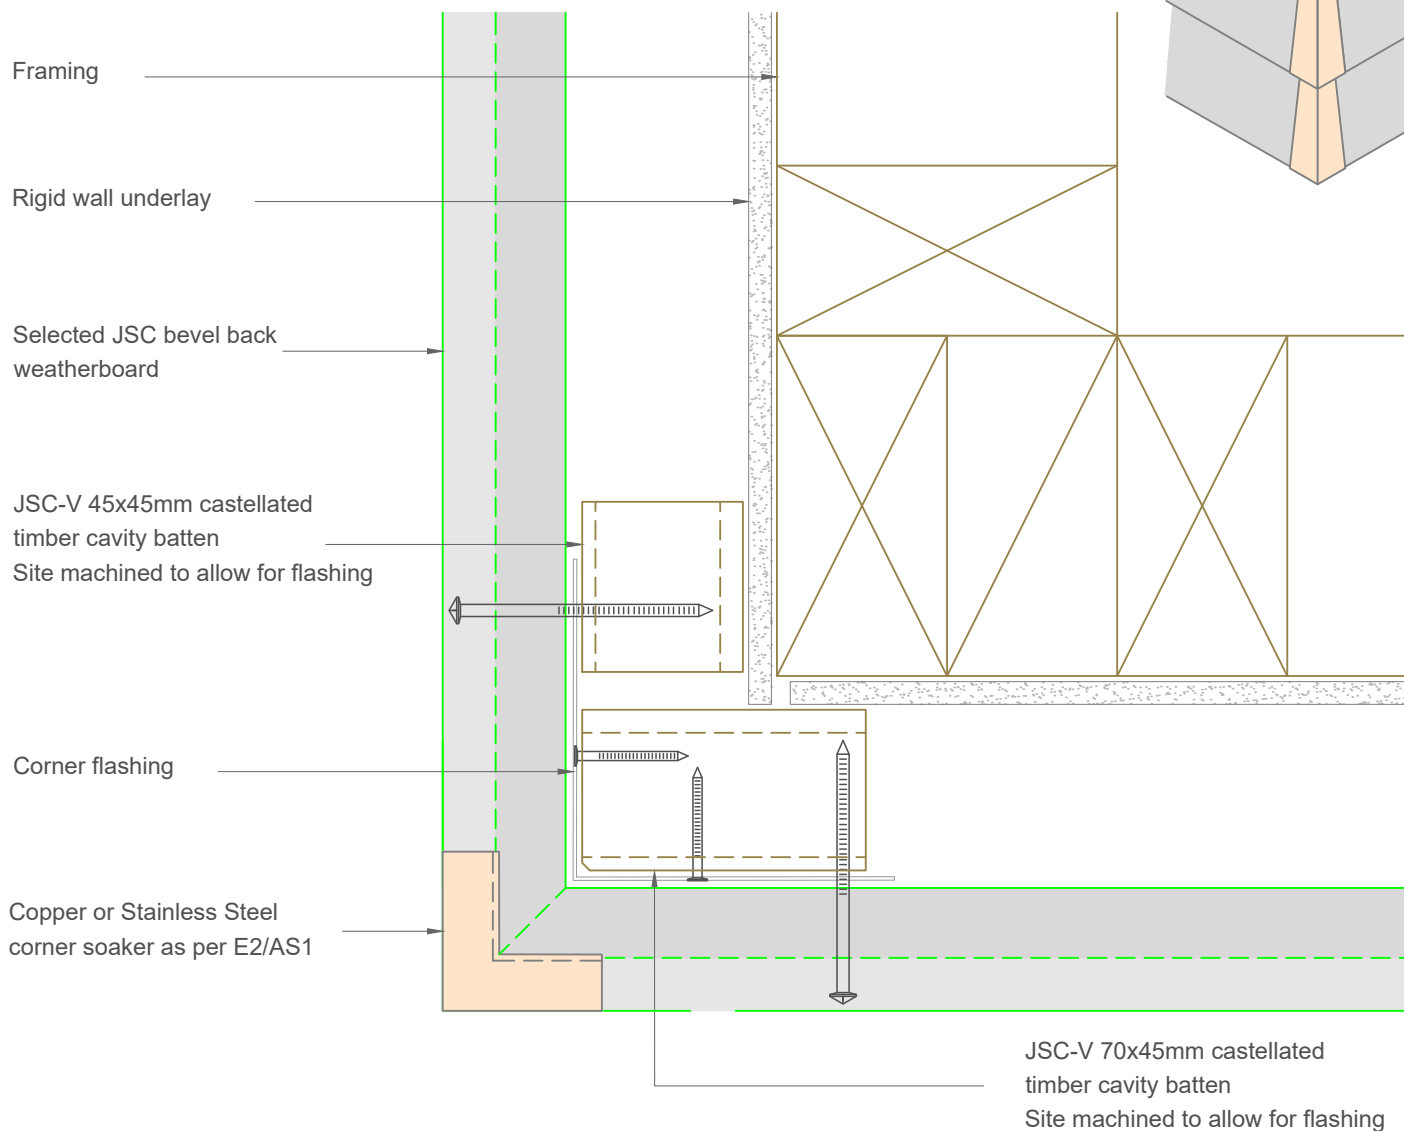 Framing
Rigid wall underlay
Selected JSC bevel back
weatherboard
JSC-V 45x45mm castellated
timber cavity batten
Site machined to allow for flashing
Corner flashing
Copper or Stainless Steel
corner soaker as per E2/AS1
JSC-V 70x45mm castellated
timber cavity batten
Site machined to allow for flashing